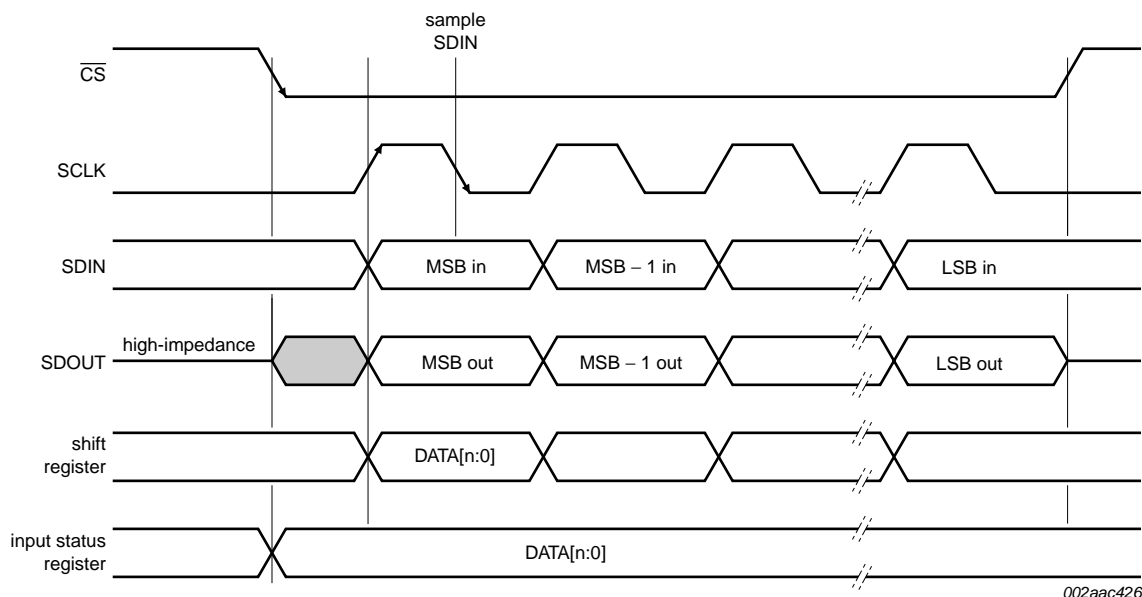 sample
SDIN
CS
SCLK
SDIN
MSB in
MSB − 1 in
LSB in
SDOUT
high-impedance
MSB out
MSB − 1 out
LSB out
shift
register
DATA[n:0]
input status
register
DATA[n:0]
002aac426